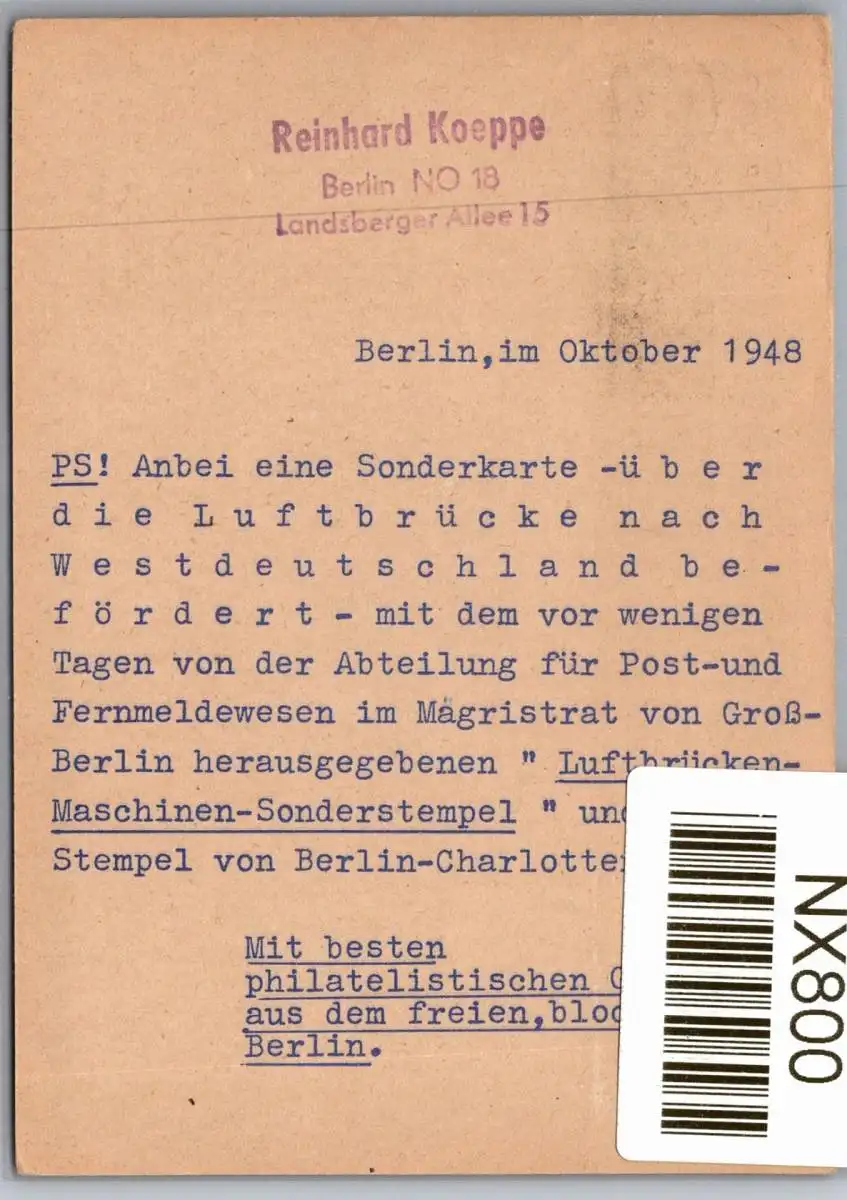 Reinhard Koeppe
Berlin NO 18
Landsberger Allee 15
Berlin,im Oktober 1948
PS! Anbei eine Sonderkarte -ü b e r
d i e L u f t b r ü c k e n a c h
W e s t d e u t s c h l a n d b e -
f ö r d e r t - mit dem vor wenigen
Tagen von der Abteilung für Post-und
Fernmeldewesen im Magristrat von Groß-
Berlin herausgegebenen " Luftbrücken-
Maschinen-Sonderstempel " und
Stempel von Berlin-Charlotte
Mit besten
philatelistischen G
aus dem freien,bloc
Berlin.
NX800